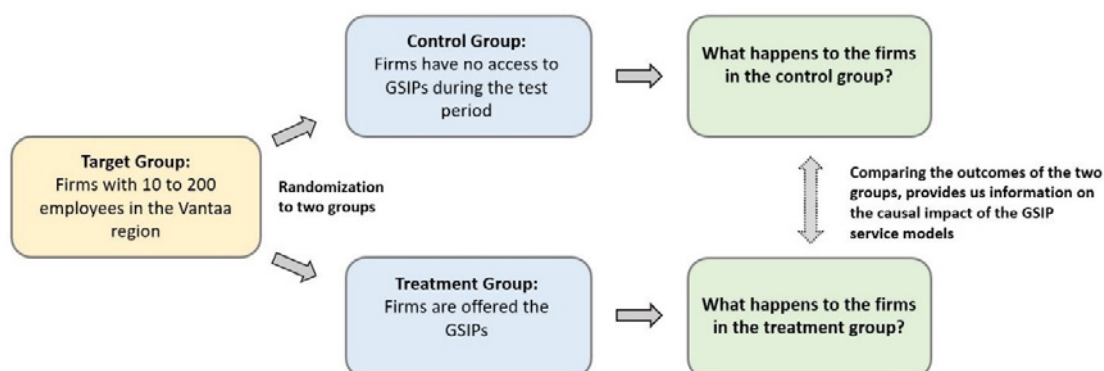 Target Group:
Firms with 10 to 200
employees in the Vantaa
region
Randomization
to two groups
Control Group:
Firms have no access to
GSIPs during the test
period
What happens to the firms
in the control group?
Treatment Group:
Firms are offered the
GSIPs
What happens to the firms
in the treatment group?
Comparing the outcomes of the two
groups, provides us information on
the causal impact of the GSIP
service models